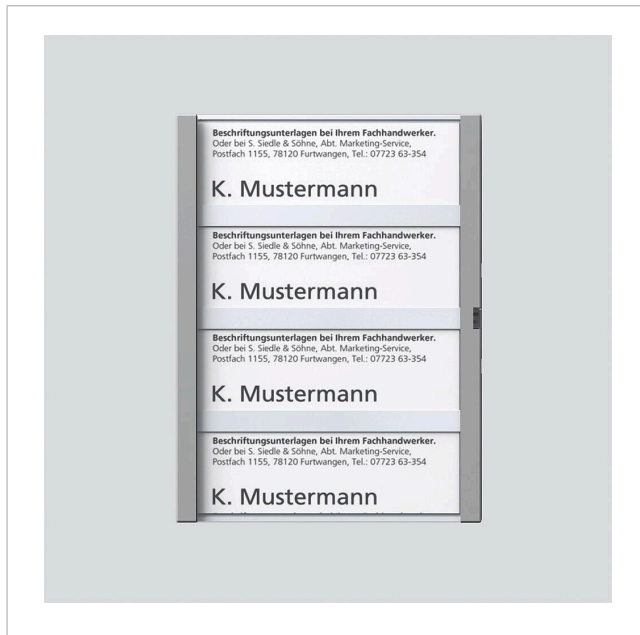 Beschriftungsunterlagen bei Ihrem Fachhandwerker.
Oder bei S. Siedle & Söhne, Abt. Marketing-Service,
Postfach 1155, 78120 Furtwangen, Tel.: 07723 63-354
K. Mustermann
Beschriftungsunterlagen bei Ihrem Fachhandwerker.
Oder bei S. Siedle & Söhne, Abt. Marketing-Service,
Postfach 1155, 78120 Furtwangen, Tel.: 07723 63-354
K. Mustermann
Beschriftungsunterlagen bei Ihrem Fachhandwerker.
Oder bei S. Siedle & Söhne, Abt. Marketing-Service,
Postfach 1155, 78120 Furtwangen, Tel.: 07723 63-354
K. Mustermann
Beschriftungsunterlagen bei Ihrem Fachhandwerker.
Oder bei S. Siedle & Söhne, Abt. Marketing-Service,
Postfach 1155, 78120 Furtwangen, Tel.: 07723 63-354
K. Mustermann